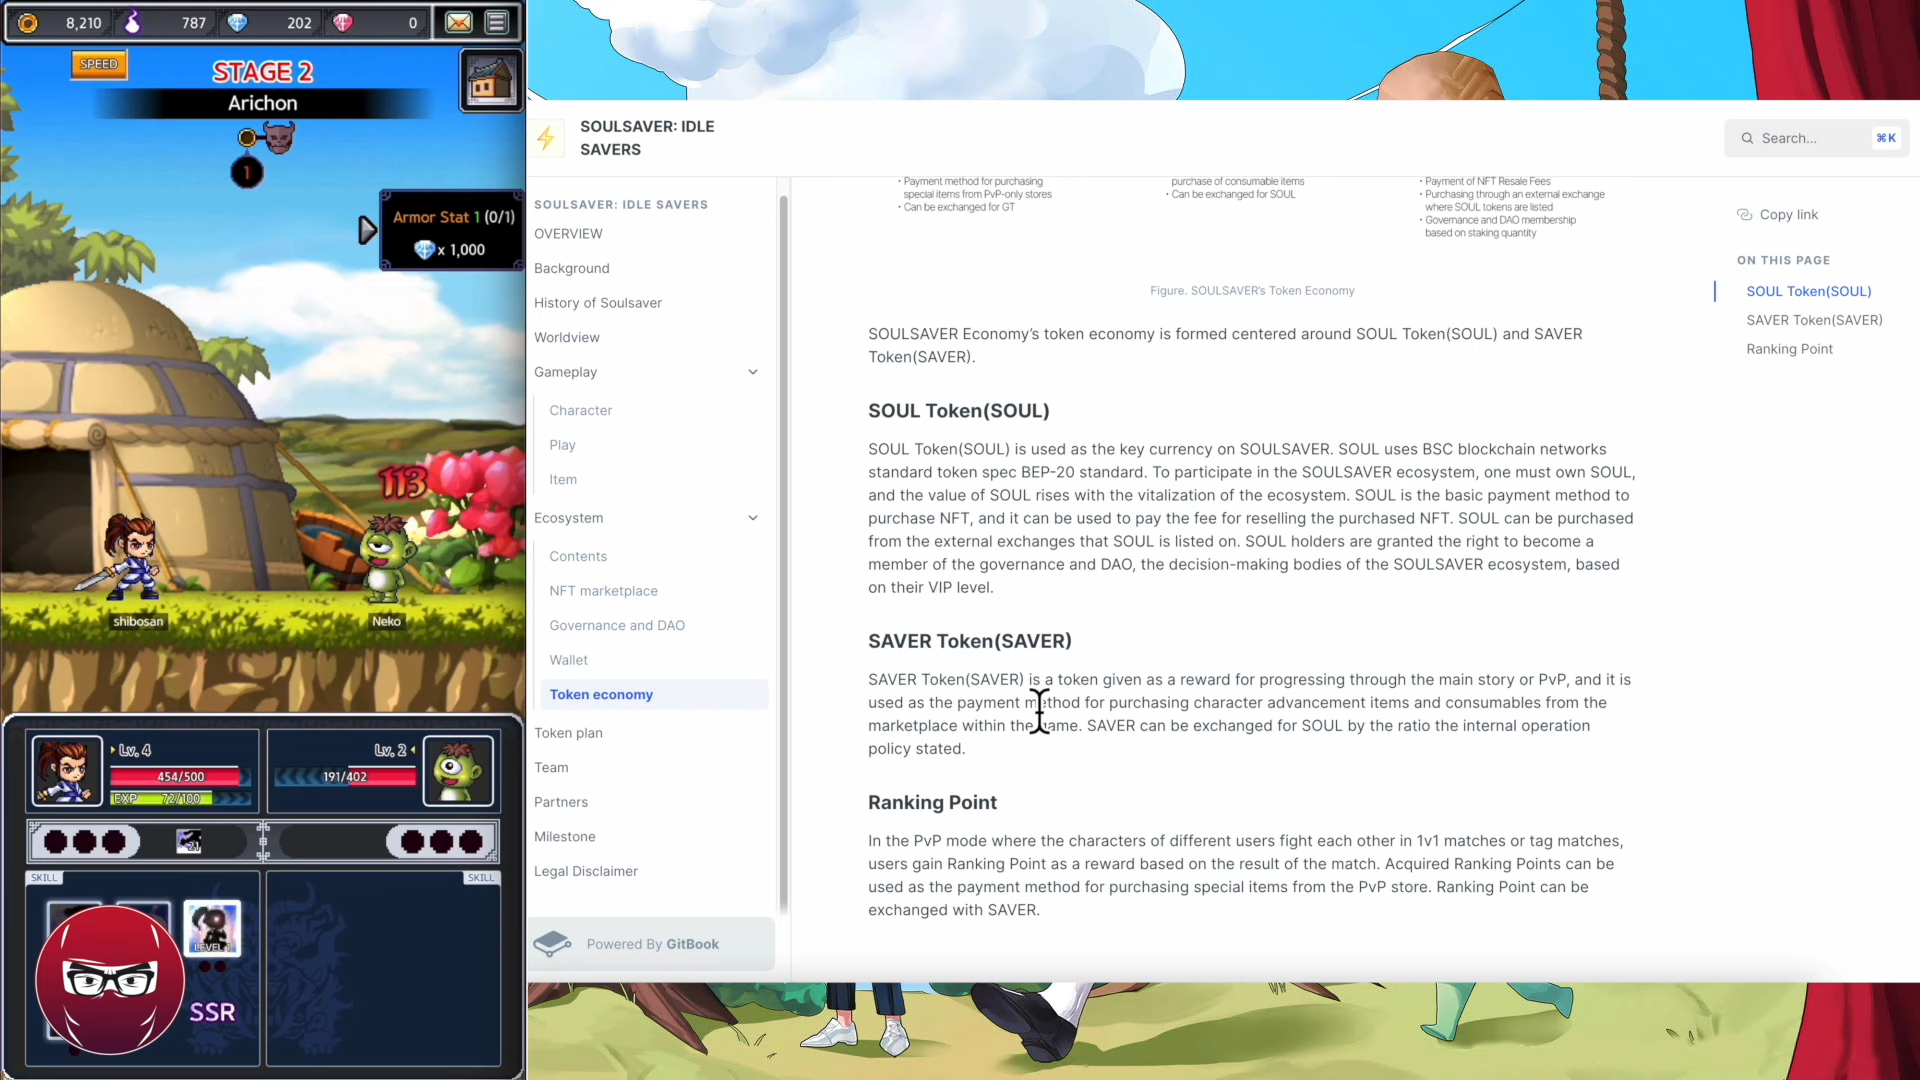 8,210
787
202
0
SPEED
STAGE 2
Arichon
1
Armor Stat 1 (0/1)
x 1,000
113
shibosan
Neko
Lv. 4
454/500
EXP 72/100
Lv. 2
191/402
21
SKILL
SKILL
LEVEL 1
SSR
SOULSAVER: IDLE
SAVERS
Search...
⌘K
SOULSAVER: IDLE SAVERS
OVERVIEW
Background
History of Soulsaver
Worldview
Gameplay
Character
Play
Item
Ecosystem
Contents
NFT marketplace
Governance and DAO
Wallet
Token economy
Token plan
Team
Partners
Milestone
Legal Disclaimer
Powered By GitBook
• Payment method for purchasing
special items from PvP-only stores
• Can be exchanged for GT
purchase of consumable items
• Can be exchanged for SOUL
• Payment of NFT Resale Fees
• Purchasing through an external exchange
where SOUL tokens are listed
• Governance and DAO membership
based on staking quantity
Figure. SOULSAVER's Token Economy
SOULSAVER Economy's token economy is formed centered around SOUL Token(SOUL) and SAVER
Token(SAVER).
SOUL Token(SOUL)
SOUL Token(SOUL) is used as the key currency on SOULSAVER. SOUL uses BSC blockchain networks
standard token spec BEP-20 standard. To participate in the SOULSAVER ecosystem, one must own SOUL,
and the value of SOUL rises with the vitalization of the ecosystem. SOUL is the basic payment method to
purchase NFT, and it can be used to pay the fee for reselling the purchased NFT. SOUL can be purchased
from the external exchanges that SOUL is listed on. SOUL holders are granted the right to become a
member of the governance and DAO, the decision-making bodies of the SOULSAVER ecosystem, based
on their VIP level.
SAVER Token(SAVER)
SAVER Token(SAVER) is a token given as a reward for progressing through the main story or PvP, and it is
used as the payment method for purchasing character advancement items and consumables from the
marketplace within the game. SAVER can be exchanged for SOUL by the ratio the internal operation
policy stated.
Ranking Point
In the PvP mode where the characters of different users fight each other in 1v1 matches or tag matches,
users gain Ranking Point as a reward based on the result of the match. Acquired Ranking Points can be
used as the payment method for purchasing special items from the PvP store. Ranking Point can be
exchanged with SAVER.
Copy link
ON THIS PAGE
SOUL Token(SOUL)
SAVER Token(SAVER)
Ranking Point